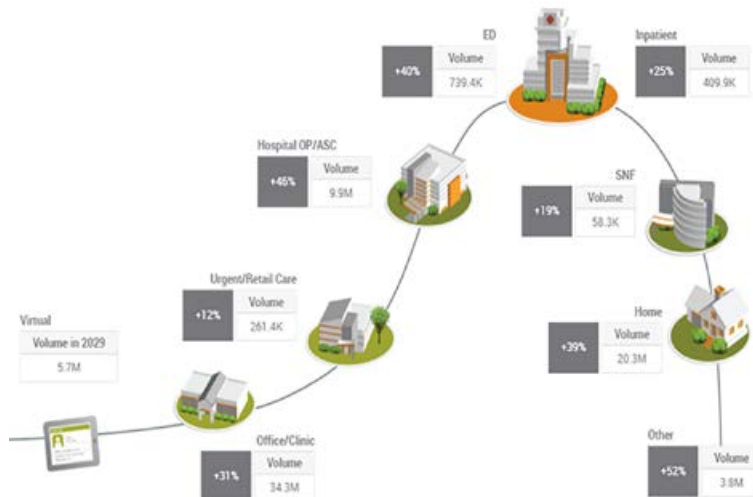 ED
+40%
Volume
739.4K
Inpatient
+25%
Volume
409.9K
Hospital OP/ASC
+46%
Volume
9.9M
SNF
+19%
Volume
58.3K
Urgent/Retail Care
+12%
Volume
261.4K
Home
+39%
Volume
20.3M
Virtual
Volume in 2029
5.7M
Office/Clinic
+31%
Volume
34.3M
Other
+52%
Volume
3.8M